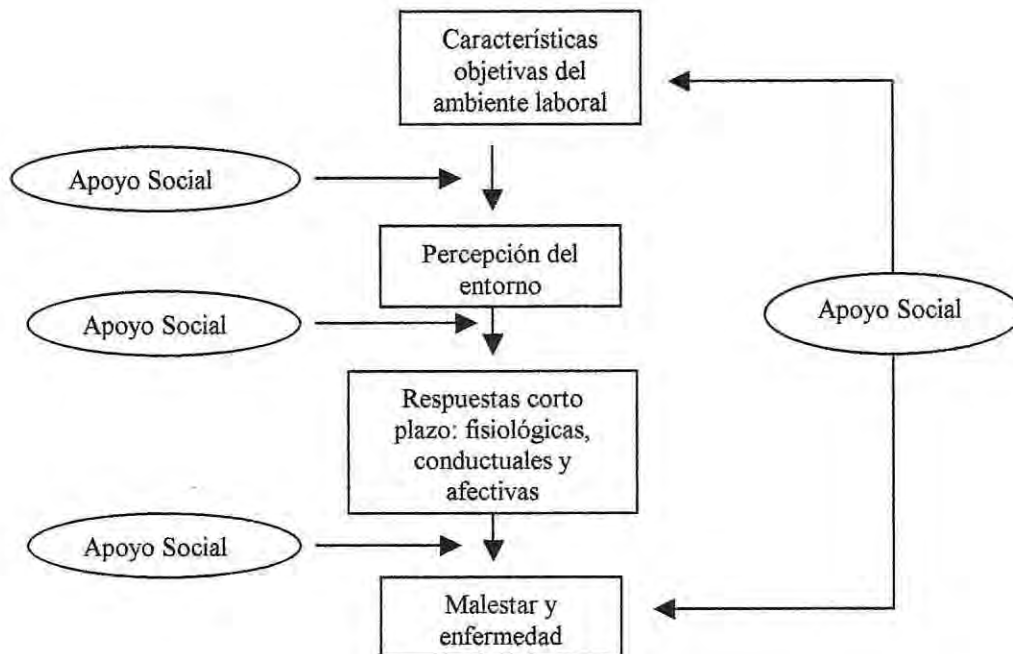 Características
objetivas del
ambiente laboral
Apoyo Social
Percepción del
entorno
Apoyo Social
Apoyo Social
Respuestas corto
plazo: fisiológicas,
conductuales y
afectivas
Apoyo Social
Malestar y
enfermedad